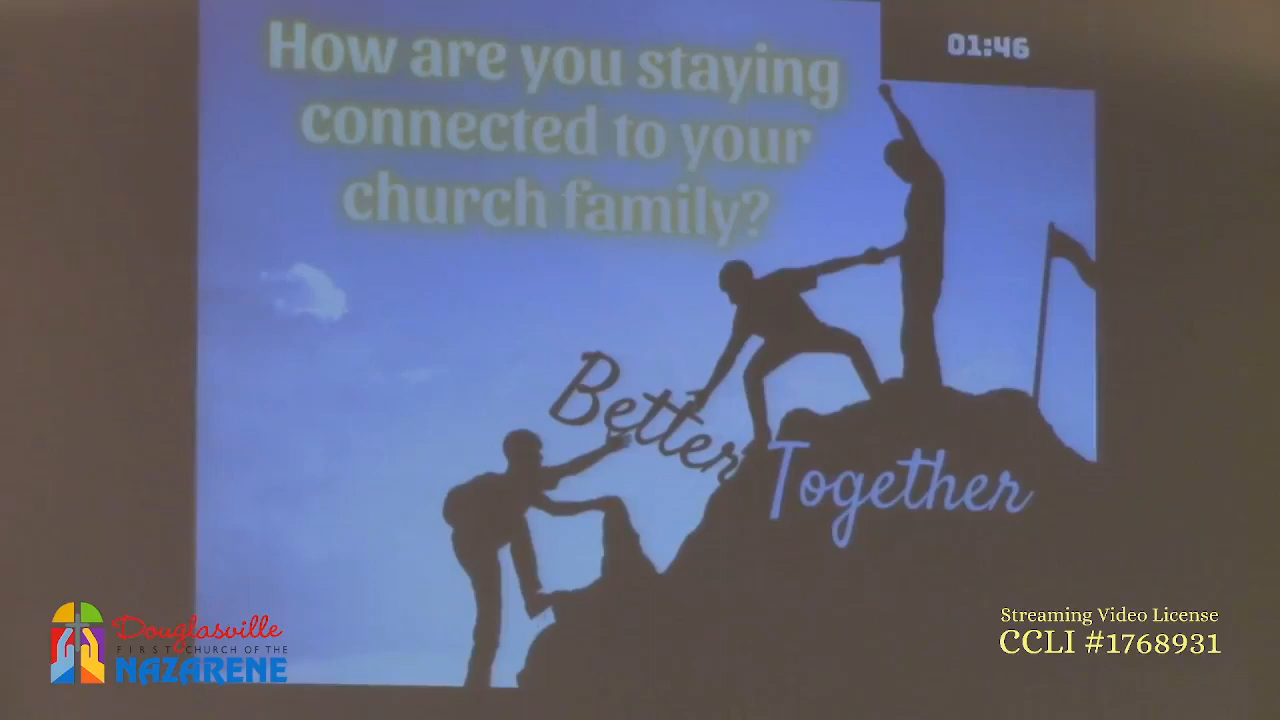 How are you staying
connected to your
church family?
01:46
Better
Together
Douglasville
FIRST CHURCH OF THE
NAZARENE
Streaming Video License
CCLI #1768931